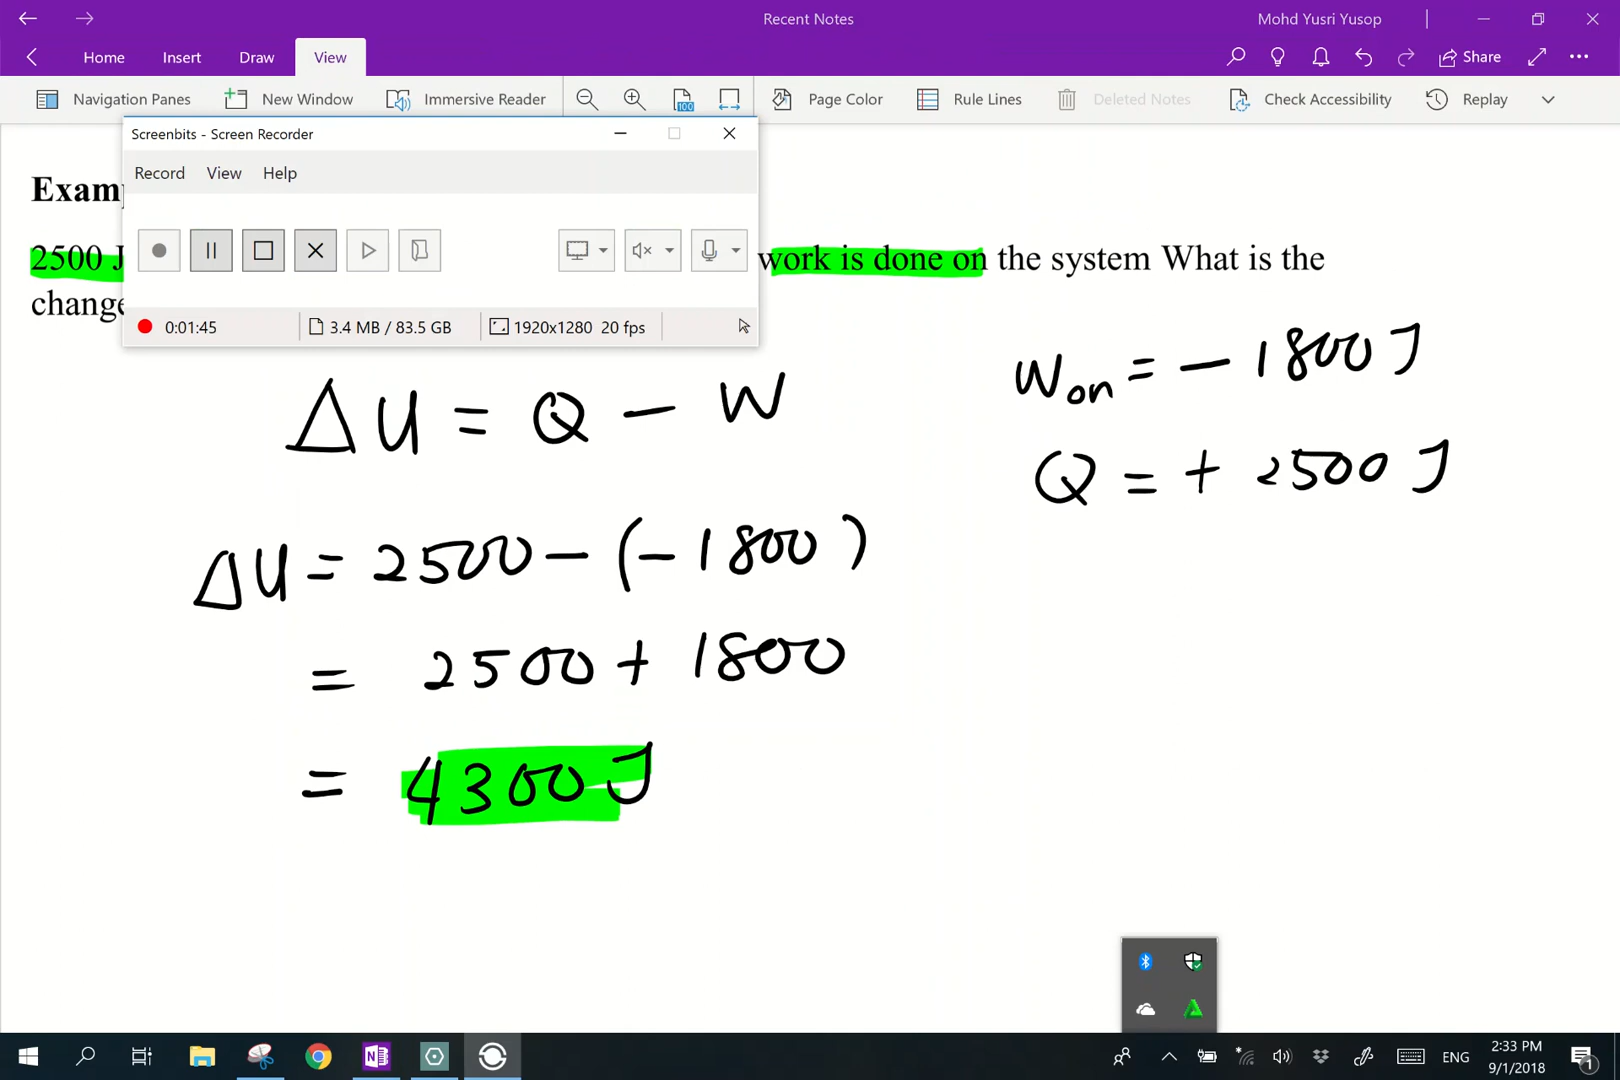 Recent Notes
Mohd Yusri Yusop
Home Insert Draw View
Share
Navigation Panes New Window Immersive Reader 100 Page Color Rule Lines Deleted Notes Check Accessibility Replay
Screenbits - Screen Recorder
Record View Help
0:01:45 3.4 MB / 83.5 GB 1920x1280 20 fps
2500 J work is done on the system What is the
change
ΔU = Q - W
W on = - 1800 J
Q = + 2500 J
ΔU = 2500 - (-1800)
= 2500 + 1800
= 4300 J
ENG
2:33 PM
9/1/2018
1